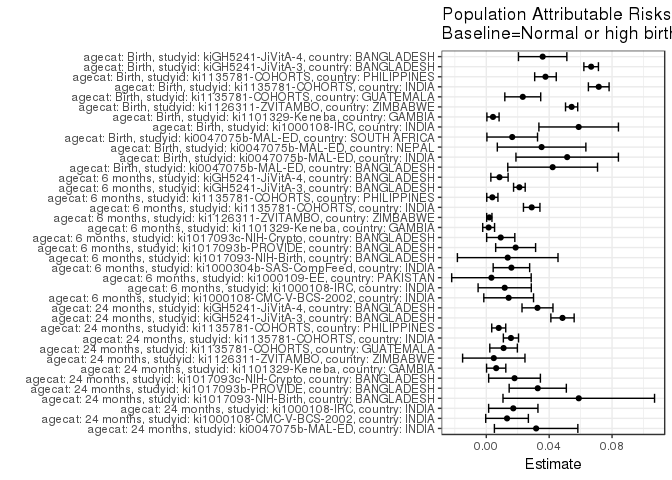 Population Attributable Risks
Baseline=Normal or high birth
agecat: Birth, studyid: kiGH5241-JiVitA-4, country: BANGLADESH
agecat: Birth, studyid: kiGH5241-JiVitA-3, country: BANGLADESH
agecat: Birth, studyid: ki1135781-COHORTS, country: PHILIPPINES
agecat: Birth, studyid: ki1135781-COHORTS, country: INDIA
agecat: Birth, studyid: ki1135781-COHORTS, country: GUATEMALA
agecat: Birth, studyid: ki1126311-ZVITAMBO, country: ZIMBABWE
agecat: Birth, studyid: ki1101329-Keneba, country: GAMBIA
agecat: Birth, studyid: ki1000108-IRC, country: INDIA
agecat: Birth, studyid: ki0047075b-MAL-ED, country: SOUTH AFRICA
agecat: Birth, studyid: ki0047075b-MAL-ED, country: NEPAL
agecat: Birth, studyid: ki0047075b-MAL-ED, country: INDIA
agecat: Birth, studyid: ki0047075b-MAL-ED, country: BANGLADESH
agecat: 6 months, studyid: kiGH5241-JiVitA-4, country: BANGLADESH
agecat: 6 months, studyid: kiGH5241-JiVitA-3, country: BANGLADESH
agecat: 6 months, studyid: ki1135781-COHORTS, country: PHILIPPINES
agecat: 6 months, studyid: ki1135781-COHORTS, country: INDIA
agecat: 6 months, studyid: ki1126311-ZVITAMBO, country: ZIMBABWE
agecat: 6 months, studyid: ki1101329-Keneba, country: GAMBIA
agecat: 6 months, studyid: ki1017093c-NIH-Crypto, country: BANGLADESH
agecat: 6 months, studyid: ki1017093b-PROVIDE, country: BANGLADESH
agecat: 6 months, studyid: ki1017093-NIH-Birth, country: BANGLADESH
agecat: 6 months, studyid: ki1000304b-SAS-CompFeed, country: INDIA
agecat: 6 months, studyid: ki1000109-EE, country: PAKISTAN
agecat: 6 months, studyid: ki1000108-IRC, country: INDIA
agecat: 6 months, studyid: ki1000108-CMC-V-BCS-2002, country: INDIA
agecat: 24 months, studyid: kiGH5241-JiVitA-4, country: BANGLADESH
agecat: 24 months, studyid: kiGH5241-JiVitA-3, country: BANGLADESH
agecat: 24 months, studyid: ki1135781-COHORTS, country: PHILIPPINES
agecat: 24 months, studyid: ki1135781-COHORTS, country: INDIA
agecat: 24 months, studyid: ki1135781-COHORTS, country: GUATEMALA
agecat: 24 months, studyid: ki1126311-ZVITAMBO, country: ZIMBABWE
agecat: 24 months, studyid: ki1101329-Keneba, country: GAMBIA
agecat: 24 months, studyid: ki1017093c-NIH-Crypto, country: BANGLADESH
agecat: 24 months, studyid: ki1017093b-PROVIDE, country: BANGLADESH
agecat: 24 months, studyid: ki1017093-NIH-Birth, country: BANGLADESH
agecat: 24 months, studyid: ki1000108-IRC, country: INDIA
agecat: 24 months, studyid: ki1000108-CMC-V-BCS-2002, country: INDIA
agecat: 24 months, studyid: ki0047075b-MAL-ED, country: INDIA
0.00 0.04 0.08
Estimate